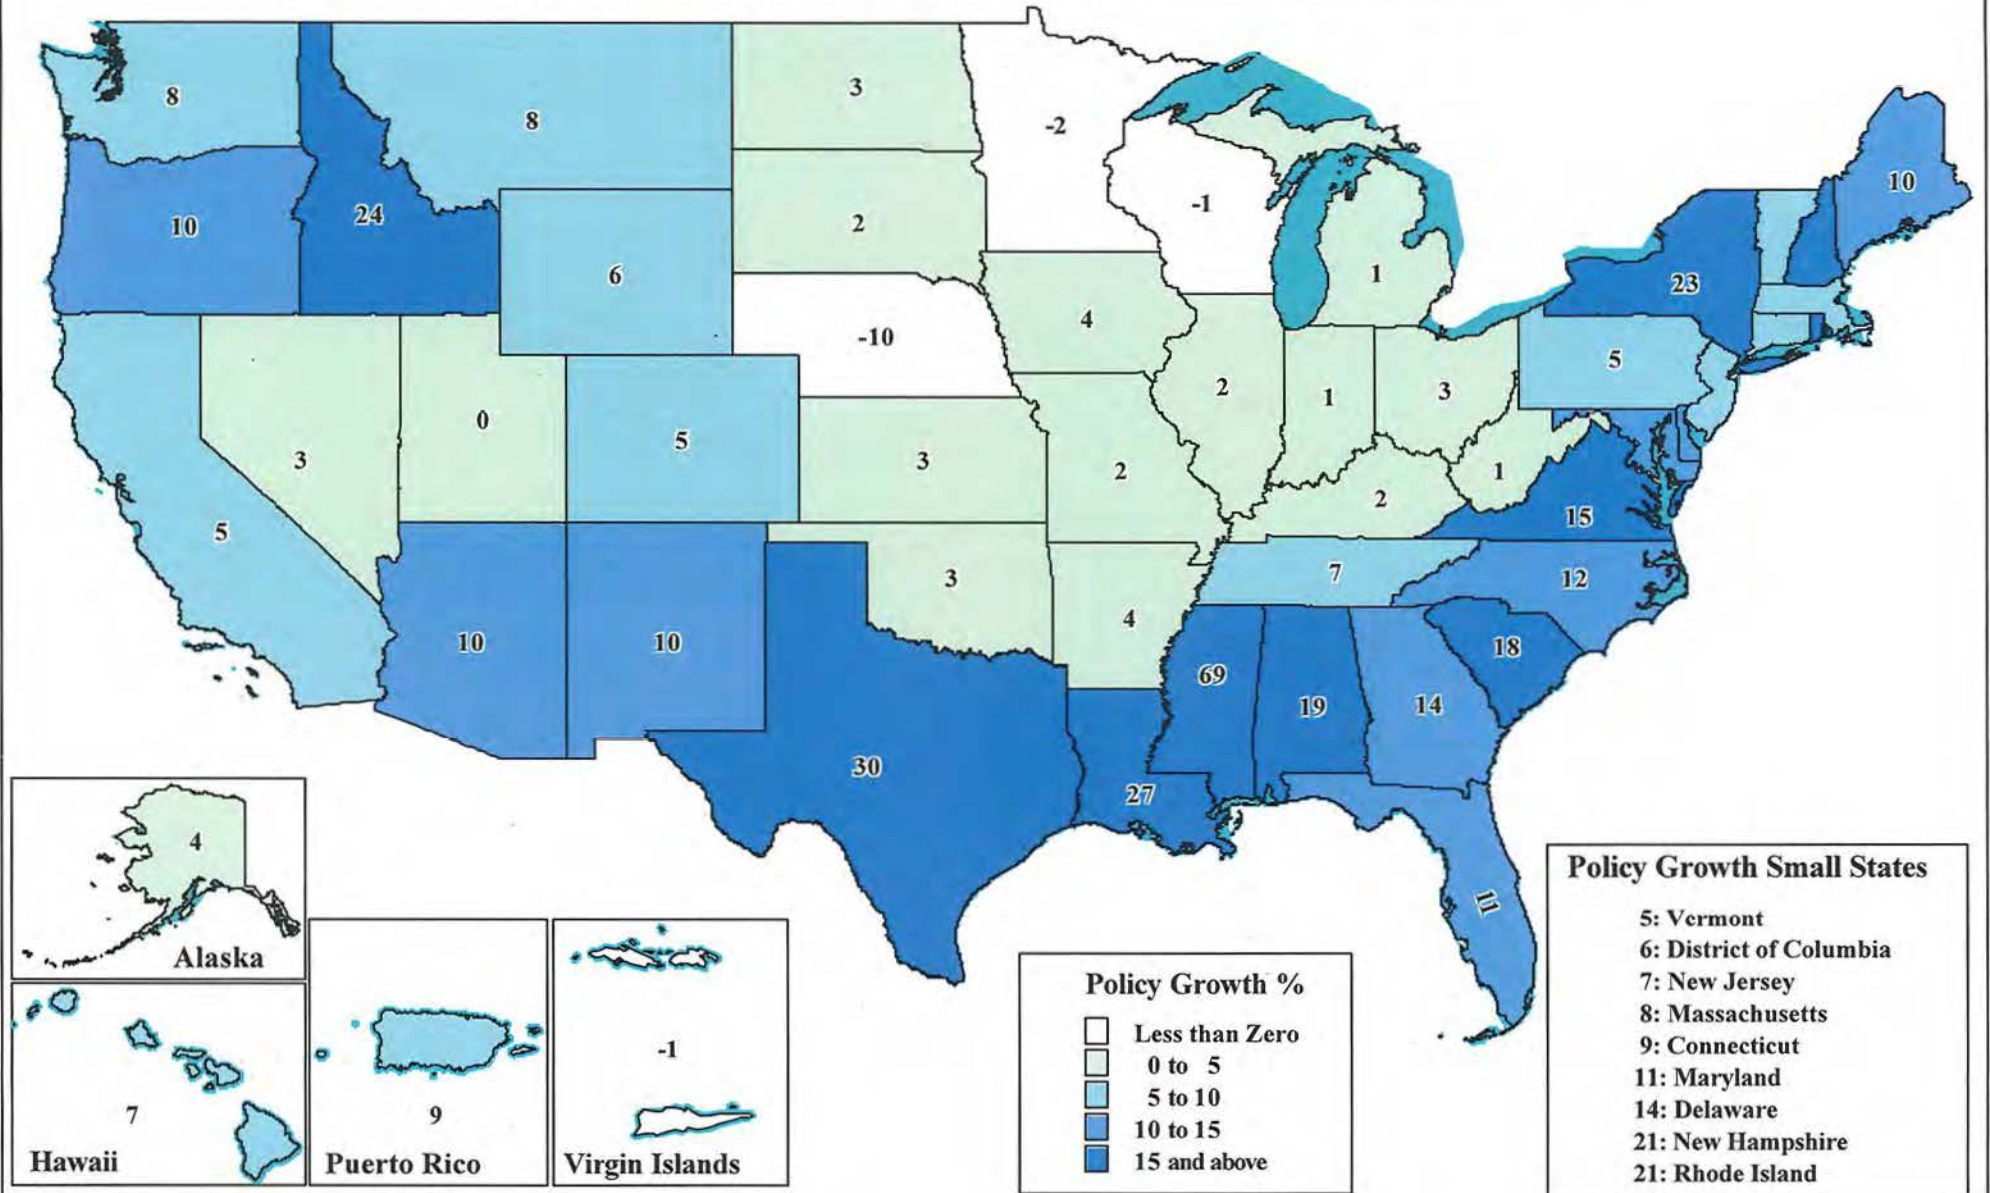 3
8
-2
8
10
-1
10
24
2
10
6
1
23
4
-10
5
2
1
3
0
5
3
3
2
1
2
5
15
7
12
3
4
10
10
18
69
19
14
30
27
11
4
Alaska
7
Hawaii
9
Puerto Rico
-1
Virgin Islands
Policy Growth %
Less than Zero
0 to 5
5 to 10
10 to 15
15 and above
Policy Growth Small States
5: Vermont
6: District of Columbia
7: New Jersey
8: Massachusetts
9: Connecticut
11: Maryland
14: Delaware
21: New Hampshire
21: Rhode Island